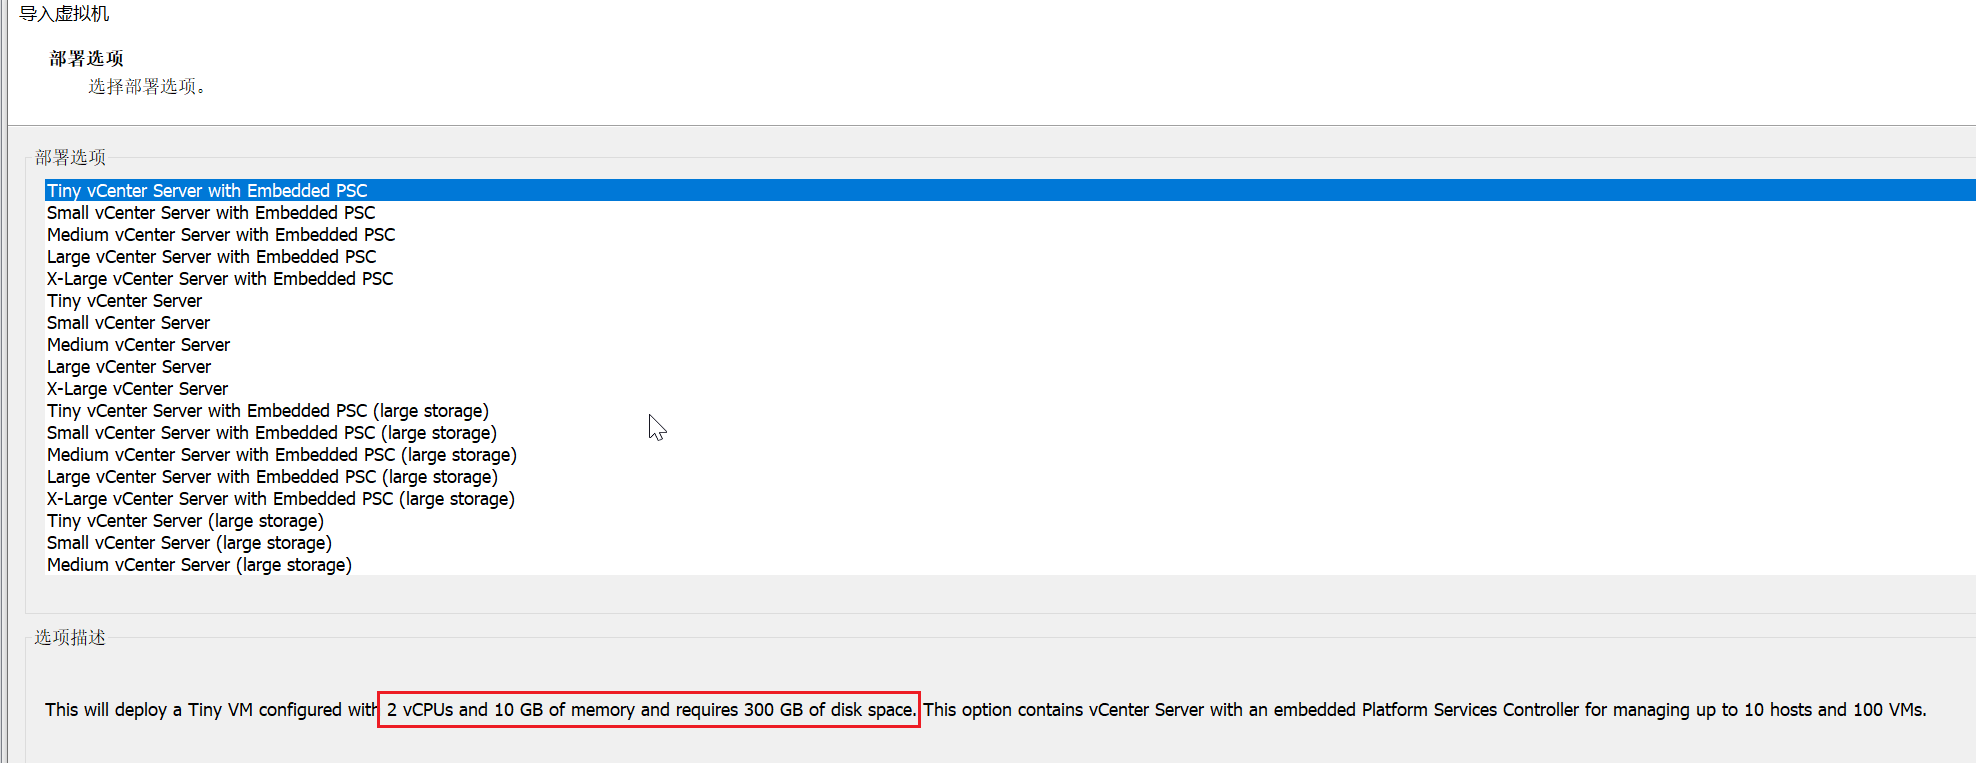 导入虚拟机
部署选项
选择部署选项。
部署选项
Tiny vCenter Server with Embedded PSC
Small vCenter Server with Embedded PSC
Medium vCenter Server with Embedded PSC
Large vCenter Server with Embedded PSC
X-Large vCenter Server with Embedded PSC
Tiny vCenter Server
Small vCenter Server
Medium vCenter Server
Large vCenter Server
X-Large vCenter Server
Tiny vCenter Server with Embedded PSC (large storage)
Small vCenter Server with Embedded PSC (large storage)
Medium vCenter Server with Embedded PSC (large storage)
Large vCenter Server with Embedded PSC (large storage)
X-Large vCenter Server with Embedded PSC (large storage)
Tiny vCenter Server (large storage)
Small vCenter Server (large storage)
Medium vCenter Server (large storage)
选项描述
This will deploy a Tiny VM configured with 2 vCPUs and 10 GB of memory and requires 300 GB of disk space. This option contains vCenter Server with an embedded Platform Services Controller for managing up to 10 hosts and 100 VMs.